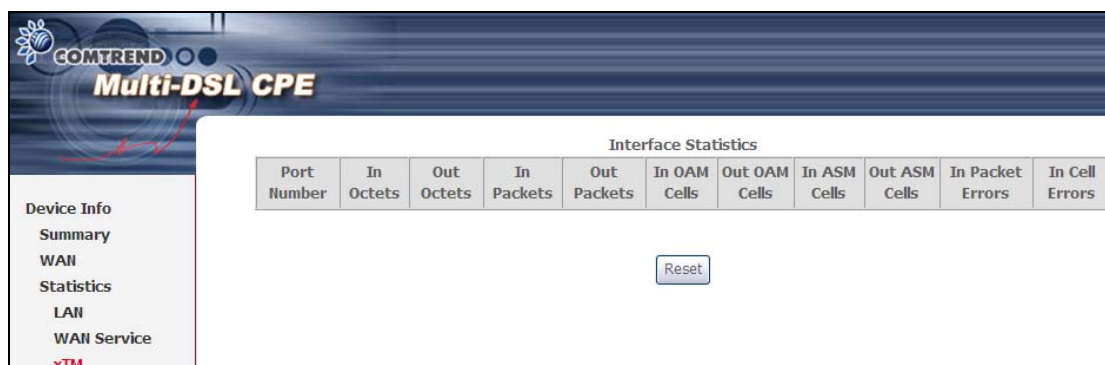 COMTREND
Multi-DSL CPE
Interface Statistics
Port Number In Octets Out Octets In Packets Out Packets In OAM Cells Out OAM Cells In ASM Cells Out ASM Cells In Packet Errors In Cell Errors
Reset
Device Info
Summary
WAN
Statistics
LAN
WAN Service
xTM